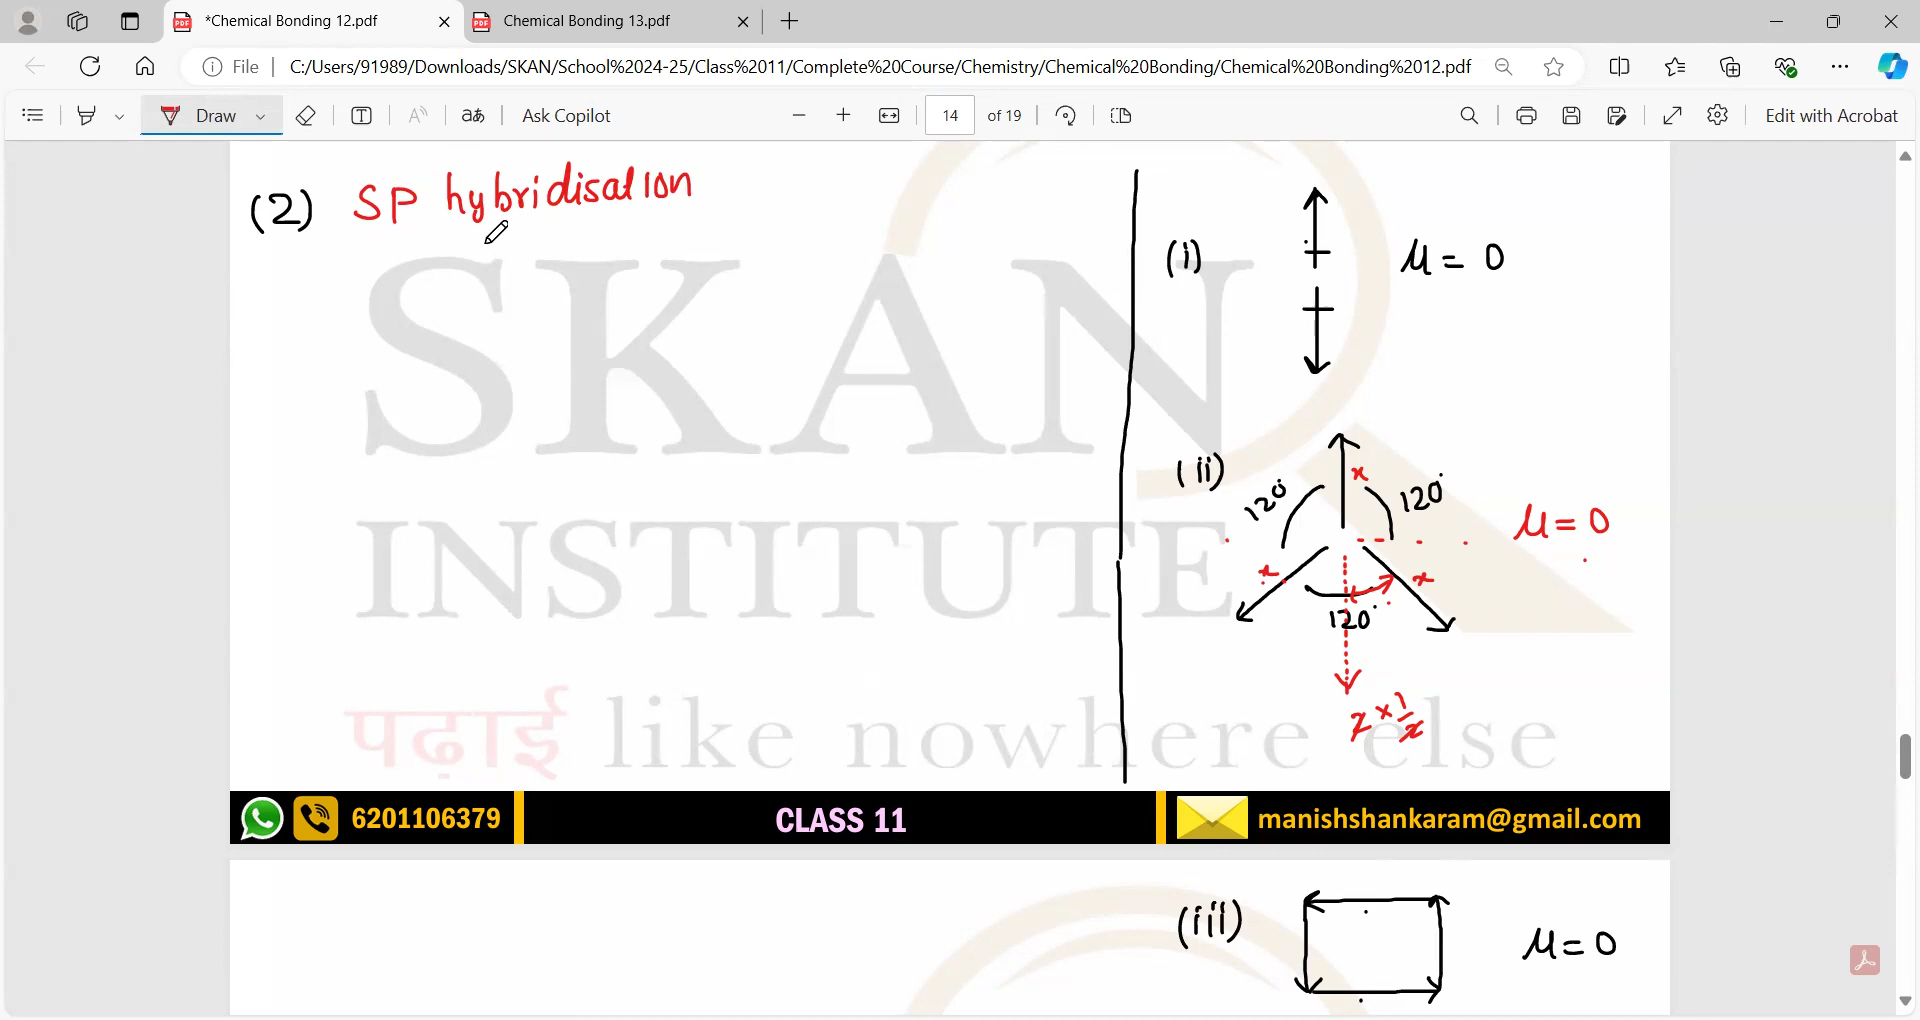 *Chemical Bonding 12.pdf
Chemical Bonding 13.pdf
File
C:/Users/91989/Downloads/SKAN/School%2024-25/Class%2011/Complete%20Course/Chemistry/Chemical%20Bonding/Chemical%20Bonding%2012.pdf
Draw
Ask Copilot
14 of 19
Edit with Acrobat
(2) SP hybridisation
(i) μ = 0
(ii)
x
120°
120°
μ = 0
x
x
120°
2 × 1/2
SKAN
INSTITUTE
पढ़ाई like nowhere else
6201106379
CLASS 11
manishshankaram@gmail.com
(iii) μ = 0